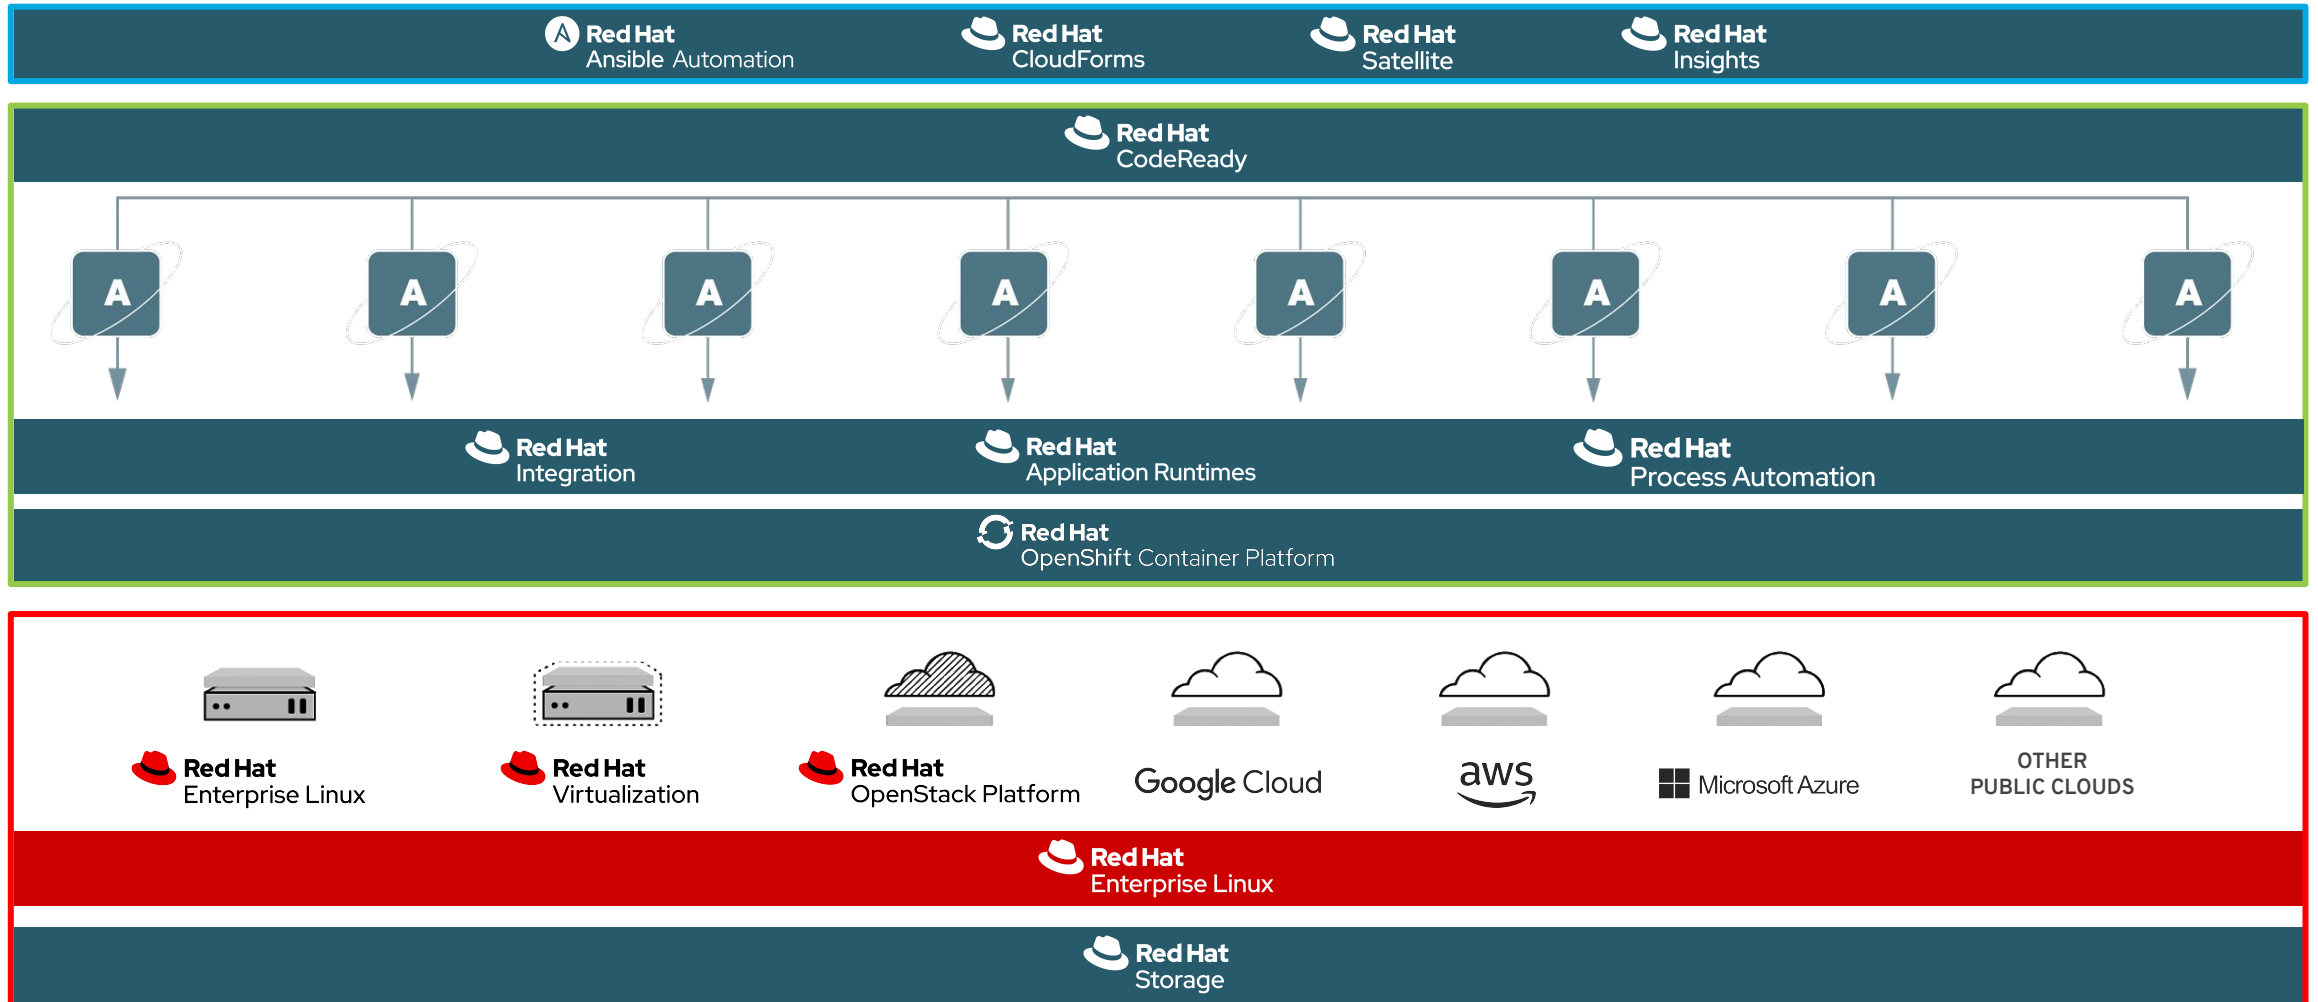 Red Hat
Ansible Automation
Red Hat
CloudForms
Red Hat
Satellite
Red Hat
Insights
Red Hat
CodeReady
A
A
A
A
A
A
A
A
Red Hat
Integration
Red Hat
Application Runtimes
Red Hat
Process Automation
Red Hat
OpenShift Container Platform
Red Hat
Enterprise Linux
Red Hat
Virtualization
Red Hat
OpenStack Platform
Google Cloud
aws
Microsoft Azure
OTHER
PUBLIC CLOUDS
Red Hat
Enterprise Linux
Red Hat
Storage